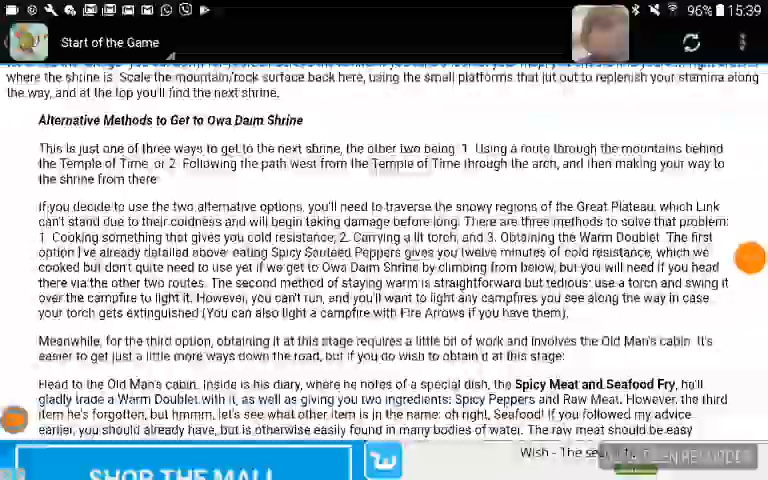 96% 15:39
Start of the Game
where the shrine is. Scale the mountain/rock surface back here, using the small platforms that jut out to replenish your stamina along
the way, and at the top you'll find the next shrine.
Alternative Methods to Get to Owa Daim Shrine
This is just one of three ways to get to the next shrine, the other two being: 1. Using a route through the mountains behind
the Temple of Time, or 2. Following the path west from the Temple of Time through the arch, and then making your way to
the shrine from there.
If you decide to use the two alternative options, you'll need to traverse the snowy regions of the Great Plateau, which Link
can't stand due to their coldness and will begin taking damage before long. There are three methods to solve that problem:
1. Cooking something that gives you cold resistance, 2. Carrying a lit torch, and 3. Obtaining the Warm Doublet. The first
option I've already detailed above: eating Spicy Sauteed Peppers gives you twelve minutes of cold resistance, which we
cooked but don't quite need to use yet if we get to Owa Daim Shrine by climbing from below, but you will need if you head
there via the other two routes. The second method of staying warm is straightforward but tedious: use a torch and swing it
over the campfire to light it. However, you can't run, and you'll want to light any campfires you see along the way in case
your torch gets extinguished (You can also light a campfire with Fire Arrows if you have them).
Meanwhile, for the third option, obtaining it at this stage requires a little bit of work and involves the Old Man's cabin. It's
easier to get just a little more ways down the road, but if you do wish to obtain it at this stage:
Head to the Old Man's cabin. Inside is his diary, where he notes of a special dish, the Spicy Meat and Seafood Fry, he'll
gladly trade a Warm Doublet with it, as well as giving you two ingredients: Spicy Peppers and Raw Meat. However, the third
item he's forgotten, but hmmm, let's see what other item is in the name: oh right, Seafood! If you followed my advice
earlier, you should already have, but is otherwise easily found in many bodies of water. The raw meat should be easy
SHOP THE MALL
Wish - The